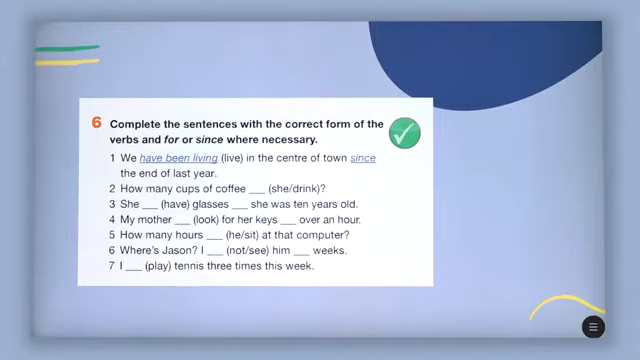 6 Complete the sentences with the correct form of the
verbs and for or since where necessary.
1 We have been living (live) in the centre of town since
the end of last year.
2 How many cups of coffee ___ (she/drink)?
3 She ___ (have) glasses ___ she was ten years old.
4 My mother ___ (look) for her keys ___ over an hour.
5 How many hours ___ (he/sit) at that computer?
6 Where's Jason? I ___ (not/see) him ___ weeks.
7 I ___ (play) tennis three times this week.